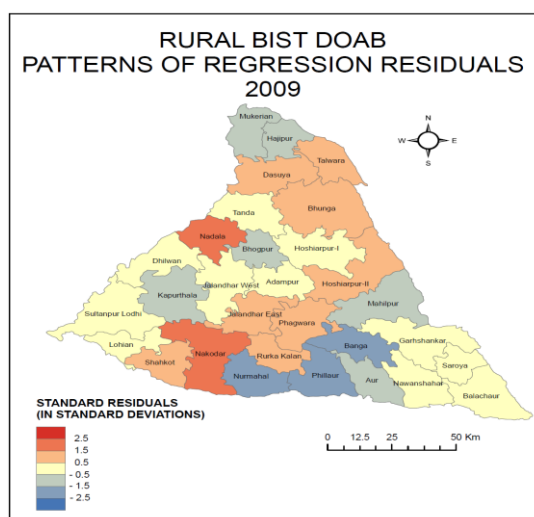 RURAL BIST DOAB
PATTERNS OF REGRESSION RESIDUALS
2009
Mukerian
Hajipur
N
W E
S
Talwara
Dasuya
Bhunga
Tanda
Nadala
Bhogpur
Hoshiarpur-I
Dhilwan
Kapurthala
Jalandhar West
Adampur
Hoshiarpur-II
Sultanpur Lodhi
Jalandhar East
Phagwara
Mahilpur
Lohian
Shahkot
Nakodar
Rurka Kalan
Banga
Garhshankar
Saroya
Nurmahal
Phillaur
Aur
Nawanshahar
Balachaur
STANDARD RESIDUALS
(IN STANDARD DEVIATIONS)
2.5
1.5
0.5
- 0.5
- 1.5
- 2.5
0 12.5 25 50 Km